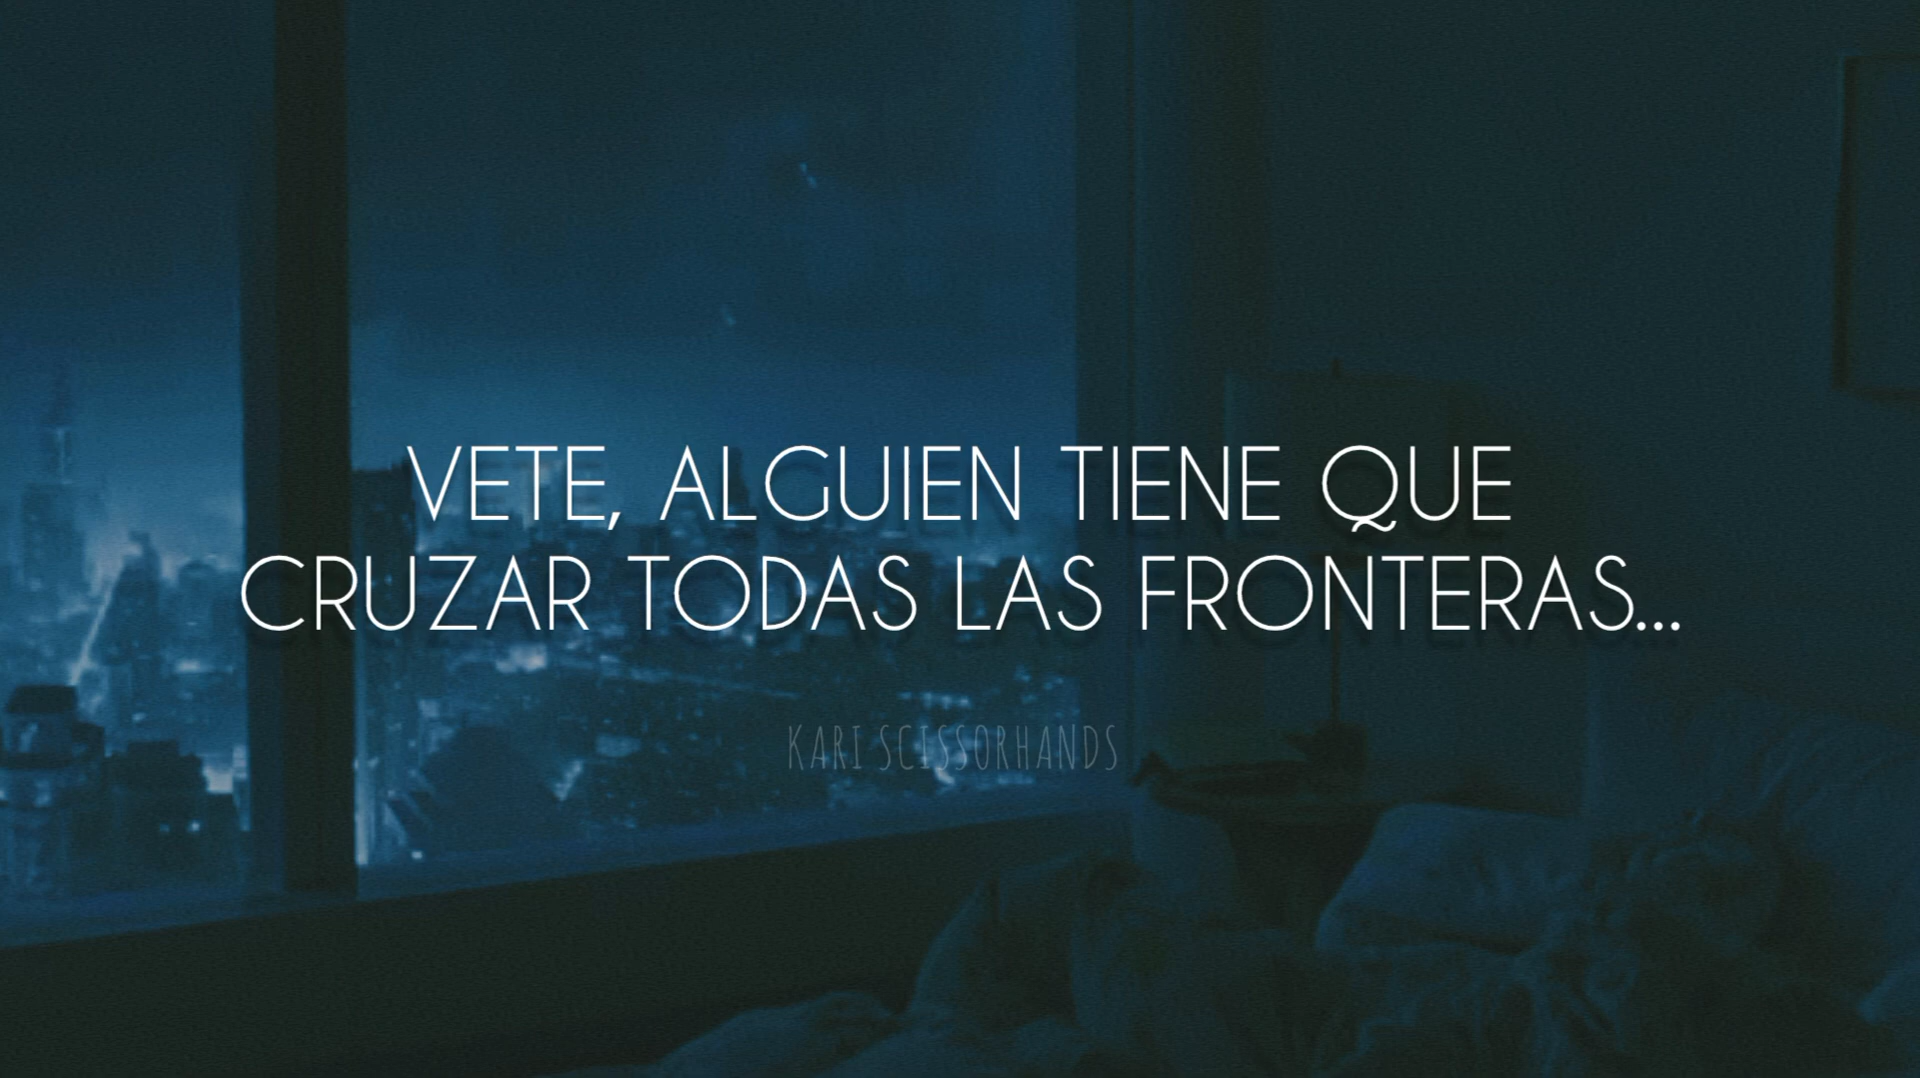 VETE, ALGUIEN TIENE QUE
CRUZAR TODAS LAS FRONTERAS...
KARI SCISSORHANDS